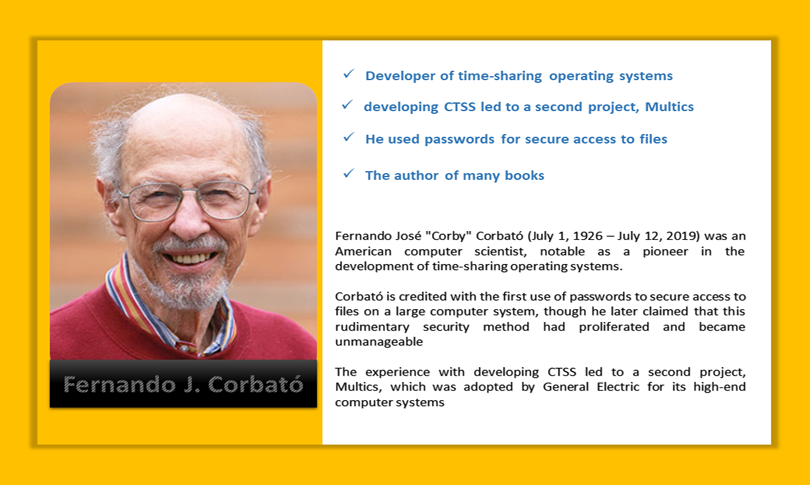 Developer of time-sharing operating systems
developing CTSS led to a second project, Multics
He used passwords for secure access to files
The author of many books
Fernando José "Corby" Corbató (July 1, 1926 – July 12, 2019) was an
American computer scientist, notable as a pioneer in the
development of time-sharing operating systems.
Corbató is credited with the first use of passwords to secure access to
files on a large computer system, though he later claimed that this
rudimentary security method had proliferated and became
unmanageable
The experience with developing CTSS led to a second project,
Multics, which was adopted by General Electric for its high-end
computer systems
Fernando J. Corbató